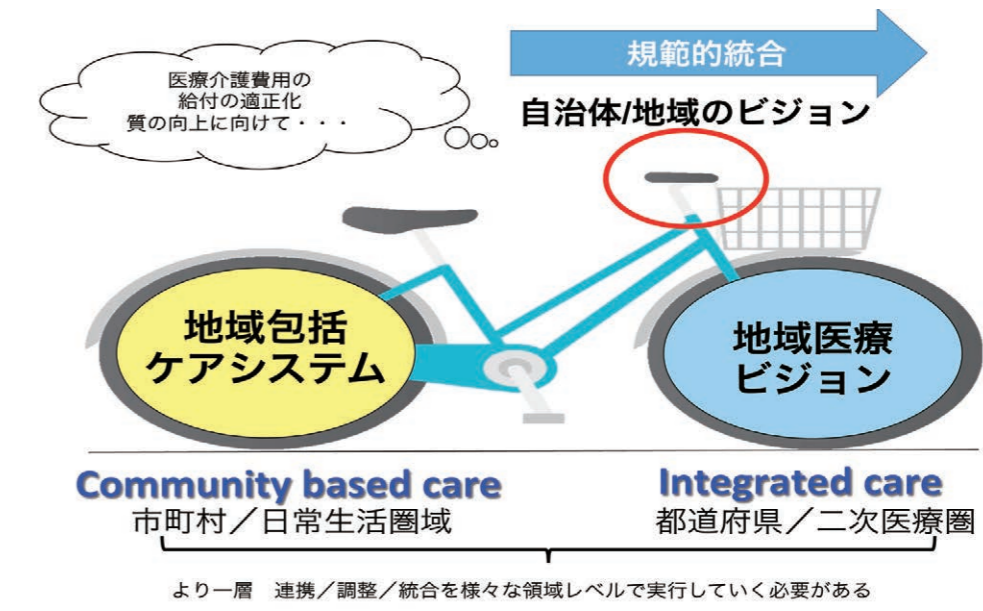 医療介護費用の
給付の適正化
質の向上に向けて・・・
規範的統合
自治体/地域のビジョン
地域包括
ケアシステム
地域医療
ビジョン
Community based care
市町村／日常生活圏域
Integrated care
都道府県／二次医療圏
より一層　連携／調整／統合を様々な領域レベルで実行していく必要がある